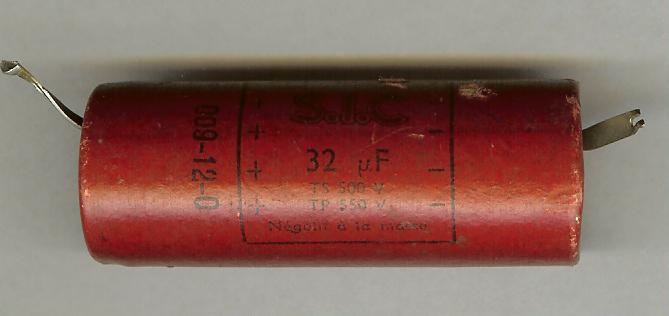 S.I.C
32 µF
TS 500 V
TP 550 V
Négatif à la masse
009-12-0